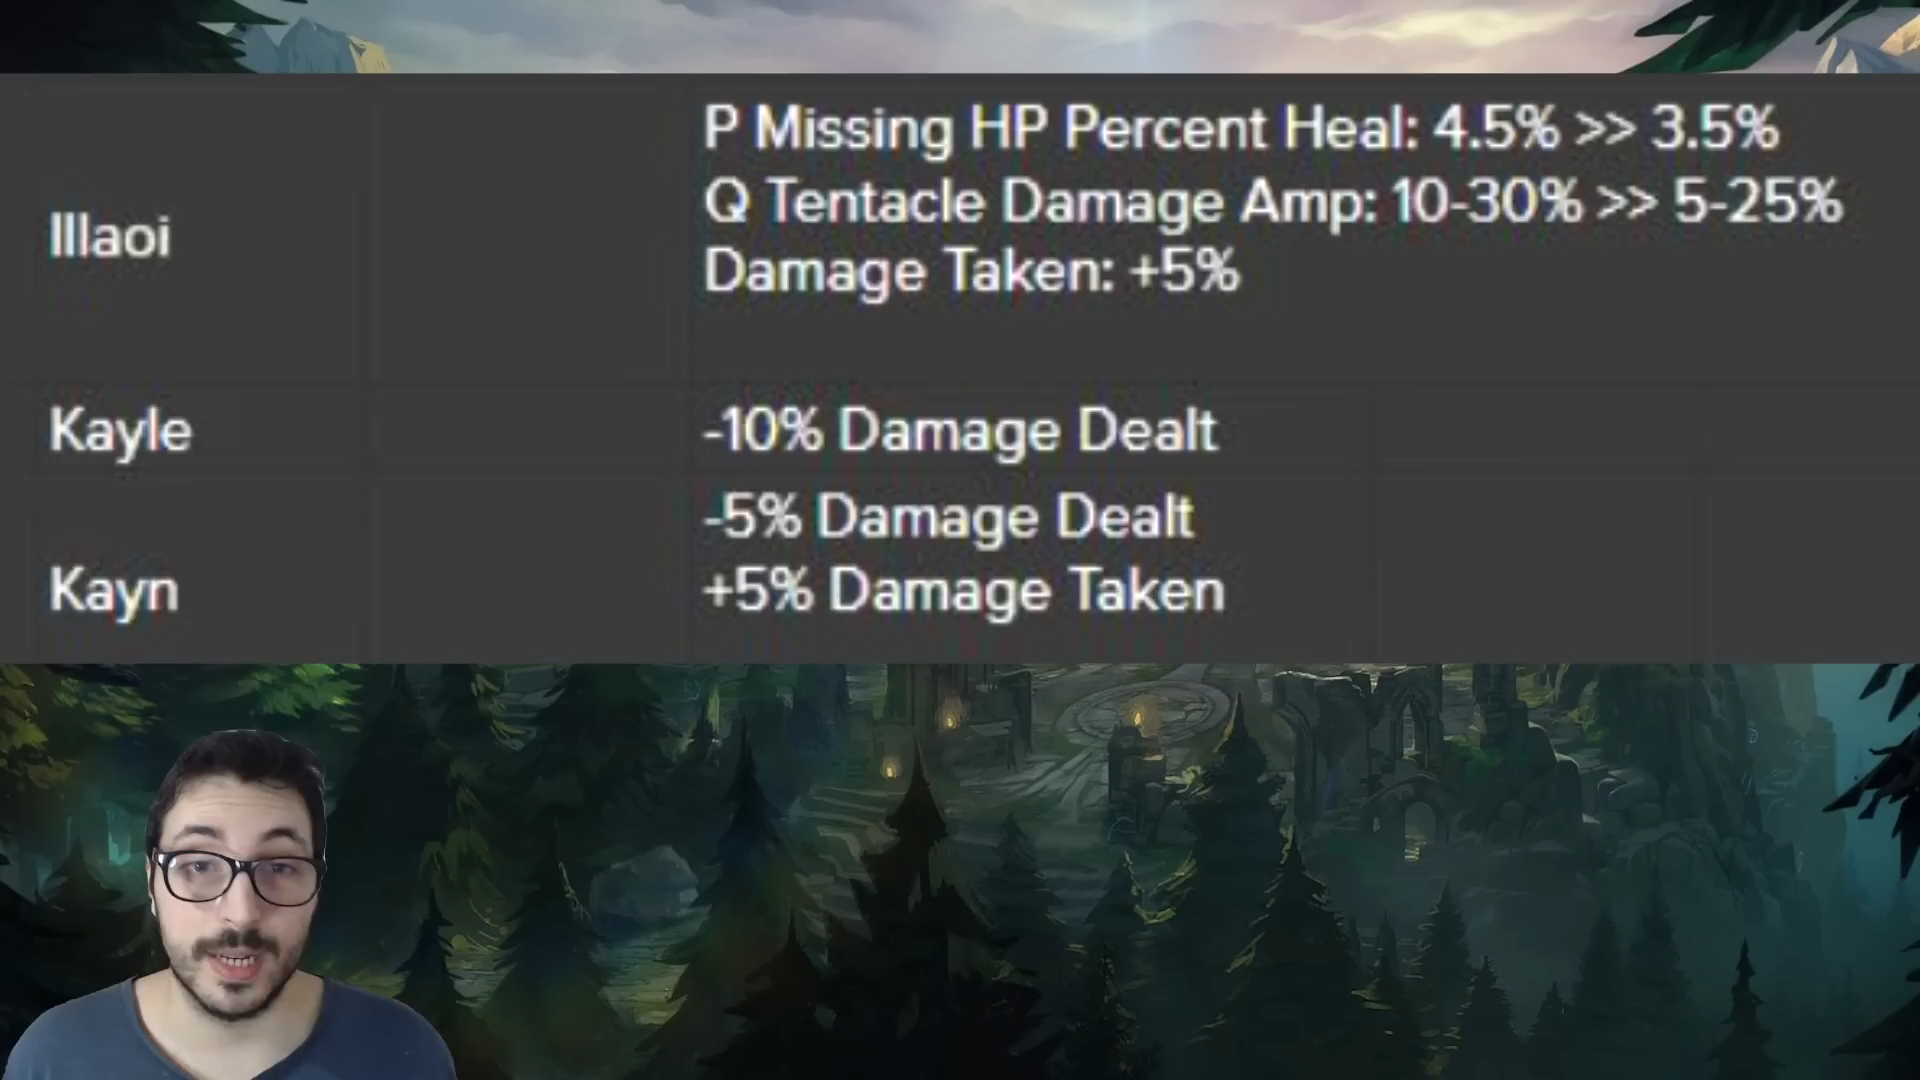 Illaoi
P Missing HP Percent Heal: 4.5% >> 3.5%
Q Tentacle Damage Amp: 10-30% >> 5-25%
Damage Taken: +5%
Kayle
-10% Damage Dealt
Kayn
-5% Damage Dealt
+5% Damage Taken